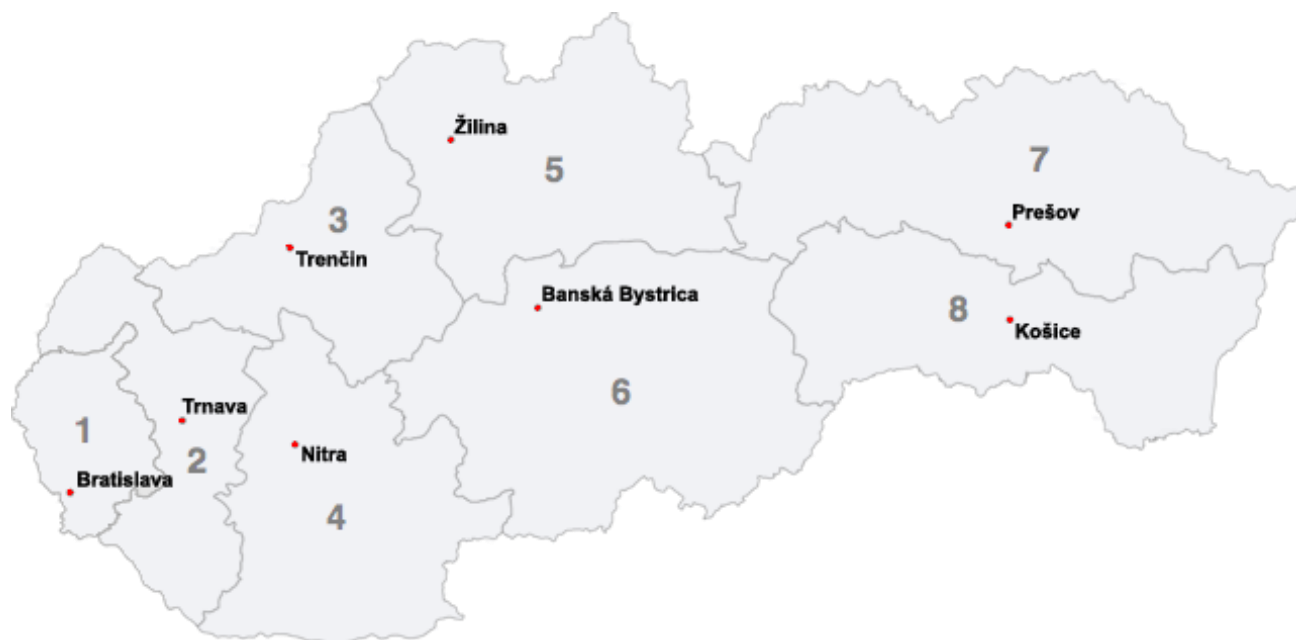 Žilina
5
7
Prešov
3
Trenčín
Banská Bystrica
8
Košice
6
Trnava
1
2
Bratislava
Nitra
4